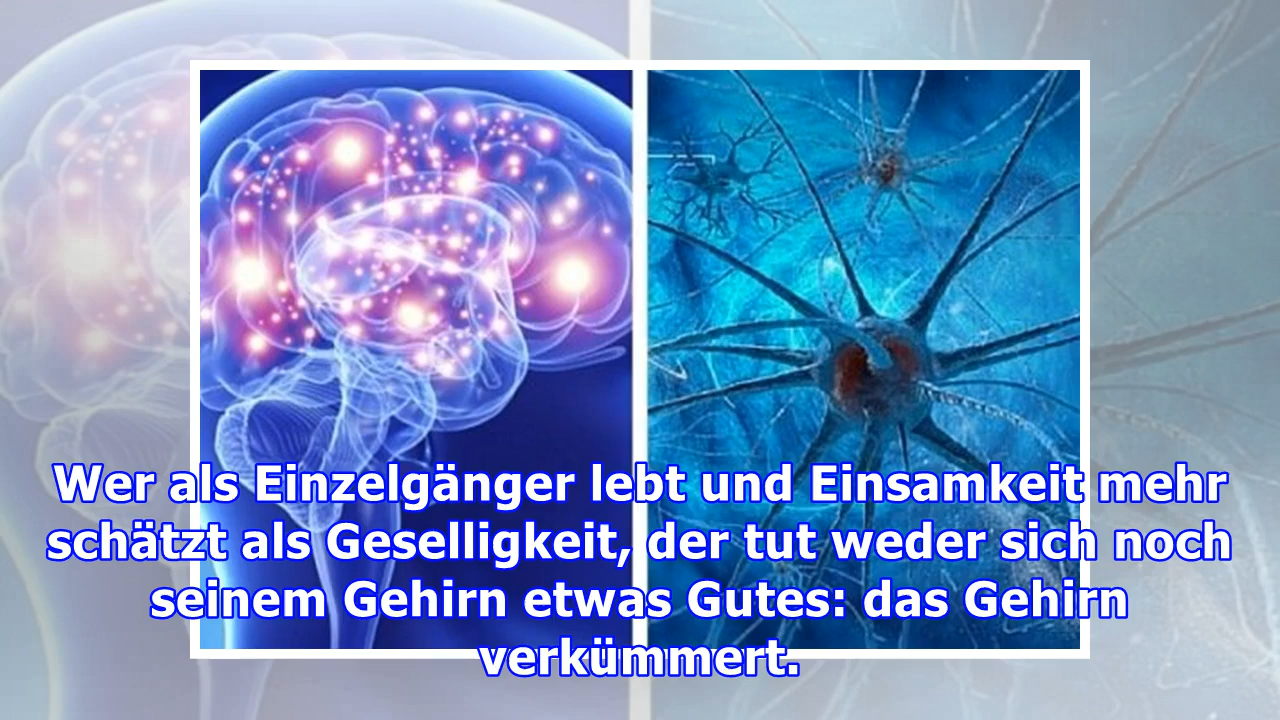 Wer als Einzelgänger lebt und Einsamkeit mehr
schätzt als Geselligkeit, der tut weder sich noch
seinem Gehirn etwas Gutes: das Gehirn
verkümmert.